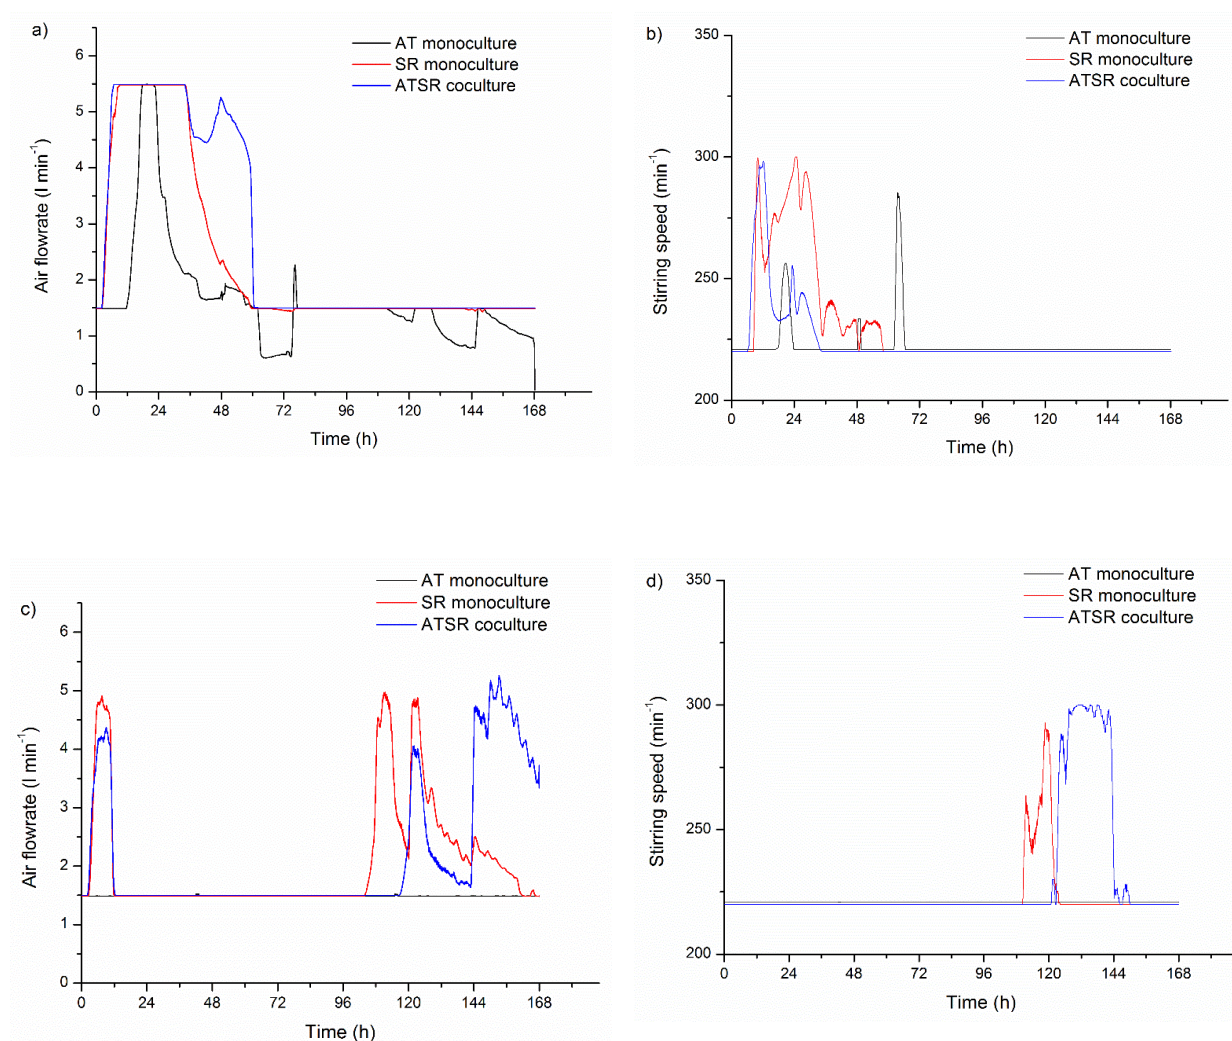 a)
AT monoculture
SR monoculture
ATSR coculture
6
5
4
3
2
1
0
Air flowrate (l min⁻¹)
0 24 48 72 96 120 144 168
Time (h)
b)
AT monoculture
SR monoculture
ATSR coculture
350
300
250
200
Stirring speed (min⁻¹)
0 24 48 72 96 120 144 168
Time (h)
c)
AT monoculture
SR monoculture
ATSR coculture
6
5
4
3
2
1
0
Air flowrate (l min⁻¹)
0 24 48 72 96 120 144 168
Time (h)
d)
AT monoculture
SR monoculture
ATSR coculture
350
300
250
200
Stirring speed (min⁻¹)
0 24 48 72 96 120 144 168
Time (h)